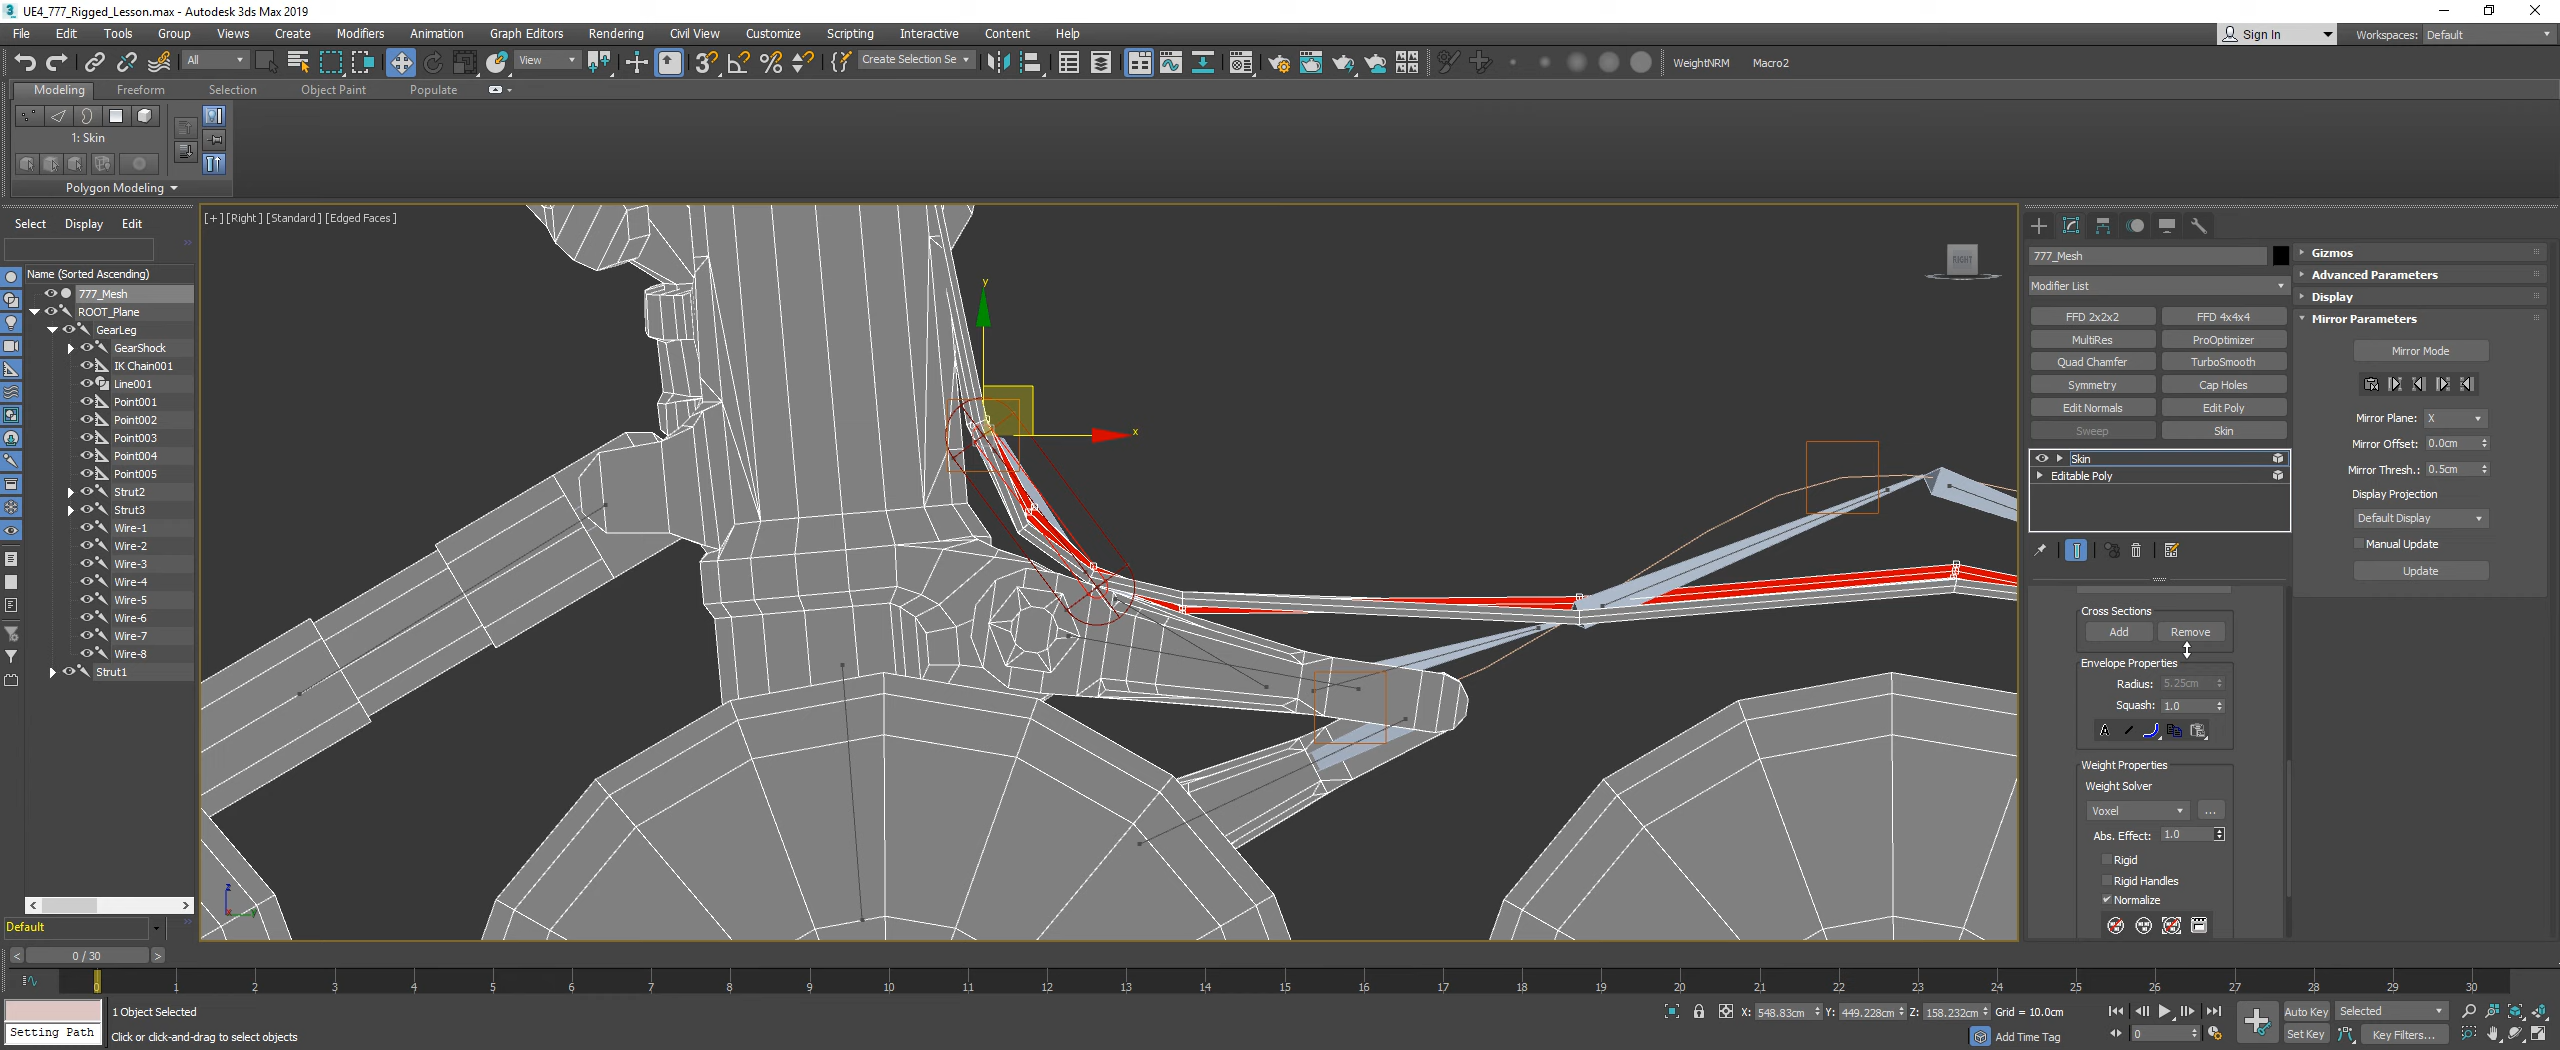 UE4_777_Rigged_Lesson.max - Autodesk 3ds Max 2019
File Edit Tools Group Views Create Modifiers Animation Graph Editors Rendering Civil View Customize Scripting Interactive Content Help
Sign In Workspaces: Default
All View Create Selection Se WeightNRM Macro2
Modeling Freeform Selection Object Paint Populate
1: Skin
Polygon Modeling
Select Display Edit
Name (Sorted Ascending)
777_Mesh
ROOT_Plane
GearLeg
GearShock
IK Chain001
Line001
Point001
Point002
Point003
Point004
Point005
Strut2
Strut3
Wire-1
Wire-2
Wire-3
Wire-4
Wire-5
Wire-6
Wire-7
Wire-8
Strut1
Default
[+] [Right] [Standard] [Edged Faces]
RIGHT
y
x
z
y
777_Mesh
Modifier List
FFD 2x2x2 FFD 4x4x4
MultiRes ProOptimizer
Quad Chamfer TurboSmooth
Symmetry Cap Holes
Edit Normals Edit Poly
Sweep Skin
Skin
Editable Poly
Cross Sections
Add Remove
Envelope Properties
Radius: 5.25cm
Squash: 1.0
Weight Properties
Weight Solver
Voxel ...
Abs. Effect: 1.0
Rigid
Rigid Handles
Normalize
Gizmos
Advanced Parameters
Display
Mirror Parameters
Mirror Mode
Mirror Plane: X
Mirror Offset: 0.0cm
Mirror Thresh.: 0.5cm
Display Projection
Default Display
Manual Update
Update
< 0 / 30 >
0 1 2 3 4 5 6 7 8 9 10 11 12 13 14 15 16 17 18 19 20 21 22 23 24 25 26 27 28 29 30
1 Object Selected
Setting Path Click or click-and-drag to select objects
X: 548.83cm Y: 449.228cm Z: 158.232cm Grid = 10.0cm
Add Time Tag
0
Auto Key Selected
Set Key Key Filters...